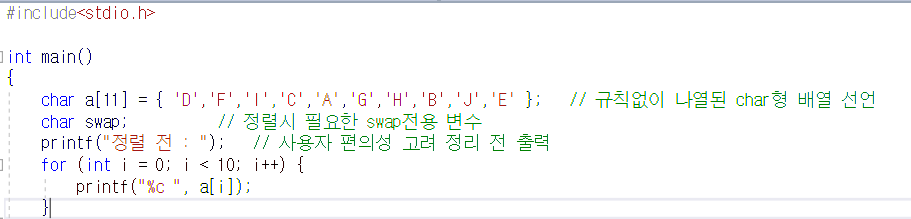 #include<stdio.h>
int main()
{
char a[11] = { 'D','F','I','C','A','G','H','B','J','E' }; // 규칙없이 나열된 char형 배열 선언
char swap; // 정렬시 필요한 swap전용 변수
printf("정렬 전 : "); // 사용자 편의성 고려 정리 전 출력
for (int i = 0; i < 10; i++) {
printf("%c ", a[i]);
}